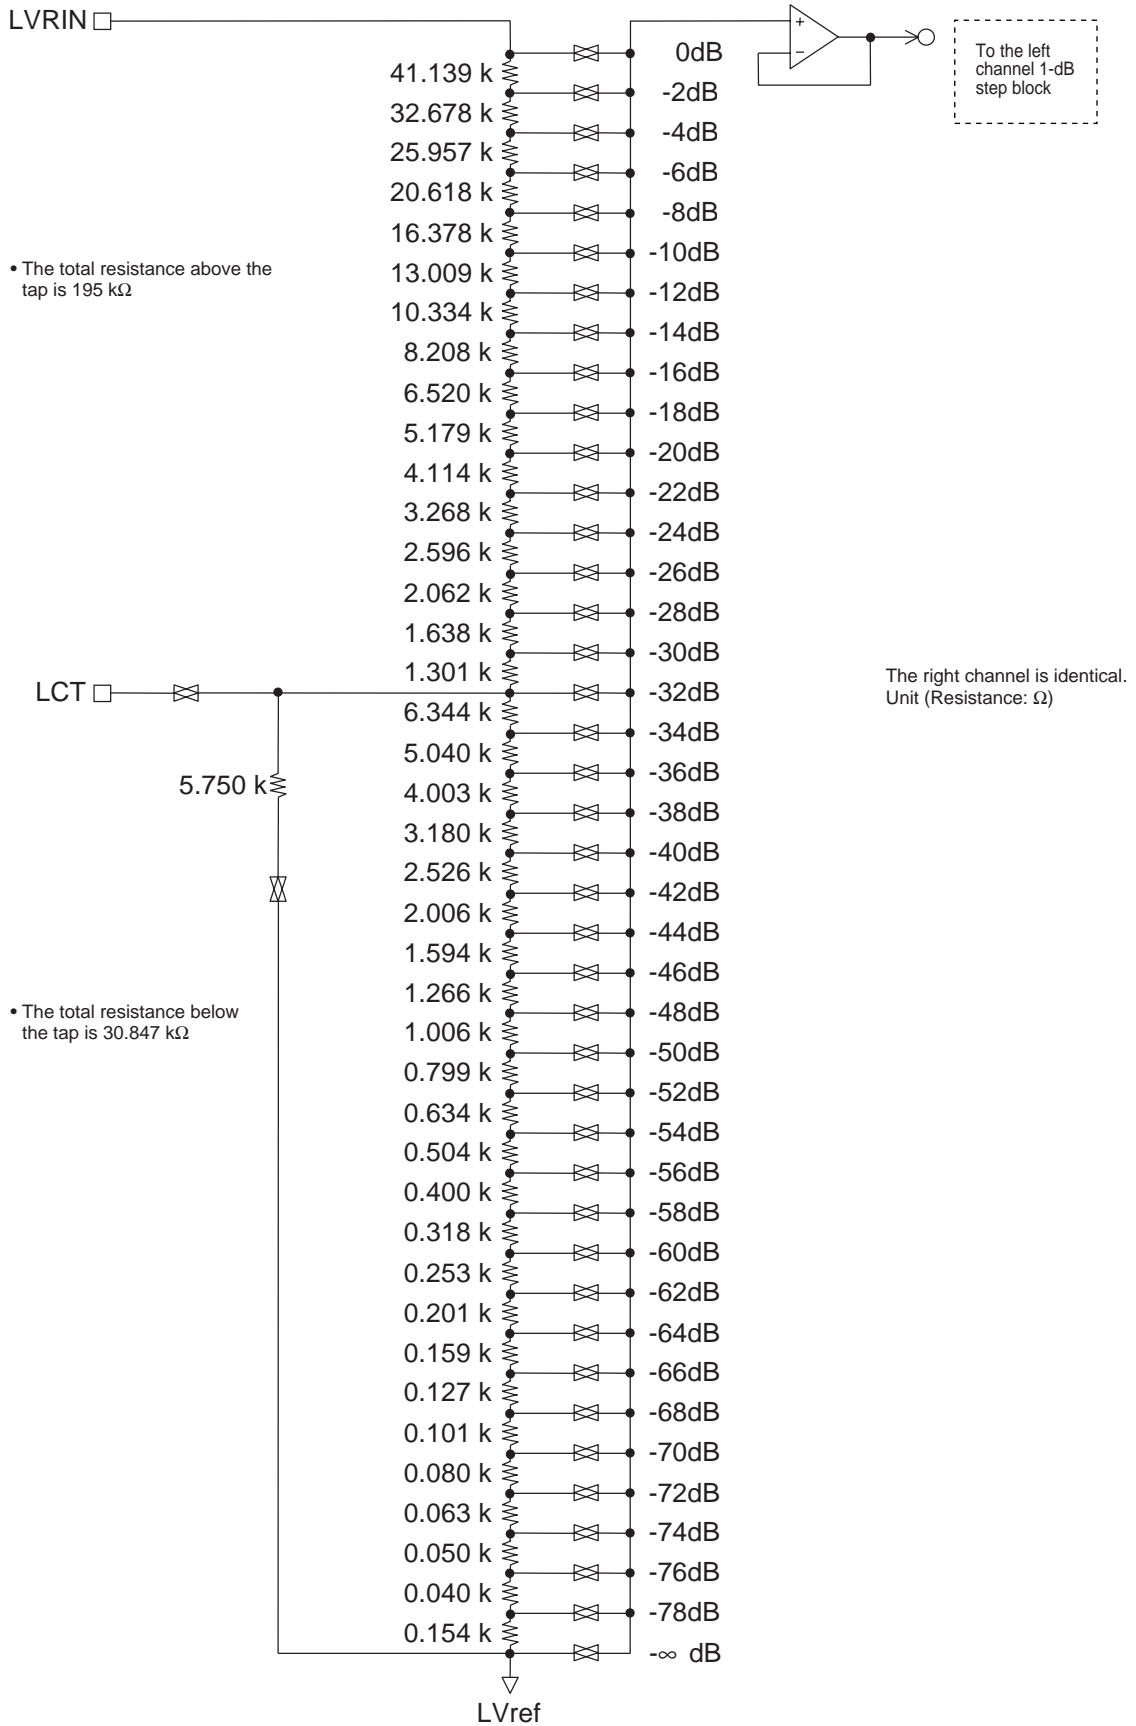 LVRIN
+
−
To the left
channel 1-dB
step block
0dB
41.139 k
-2dB
32.678 k
-4dB
25.957 k
-6dB
20.618 k
-8dB
16.378 k
-10dB
• The total resistance above the
tap is 195 kΩ
13.009 k
-12dB
10.334 k
-14dB
8.208 k
-16dB
6.520 k
-18dB
5.179 k
-20dB
4.114 k
-22dB
3.268 k
-24dB
2.596 k
-26dB
2.062 k
-28dB
1.638 k
-30dB
1.301 k
LCT
-32dB
The right channel is identical.
Unit (Resistance: Ω)
6.344 k
-34dB
5.040 k
-36dB
5.750 k
4.003 k
-38dB
3.180 k
-40dB
2.526 k
-42dB
2.006 k
-44dB
1.594 k
-46dB
1.266 k
-48dB
• The total resistance below
the tap is 30.847 kΩ
1.006 k
-50dB
0.799 k
-52dB
0.634 k
-54dB
0.504 k
-56dB
0.400 k
-58dB
0.318 k
-60dB
0.253 k
-62dB
0.201 k
-64dB
0.159 k
-66dB
0.127 k
-68dB
0.101 k
-70dB
0.080 k
-72dB
0.063 k
-74dB
0.050 k
-76dB
0.040 k
-78dB
0.154 k
-∞ dB
LVref